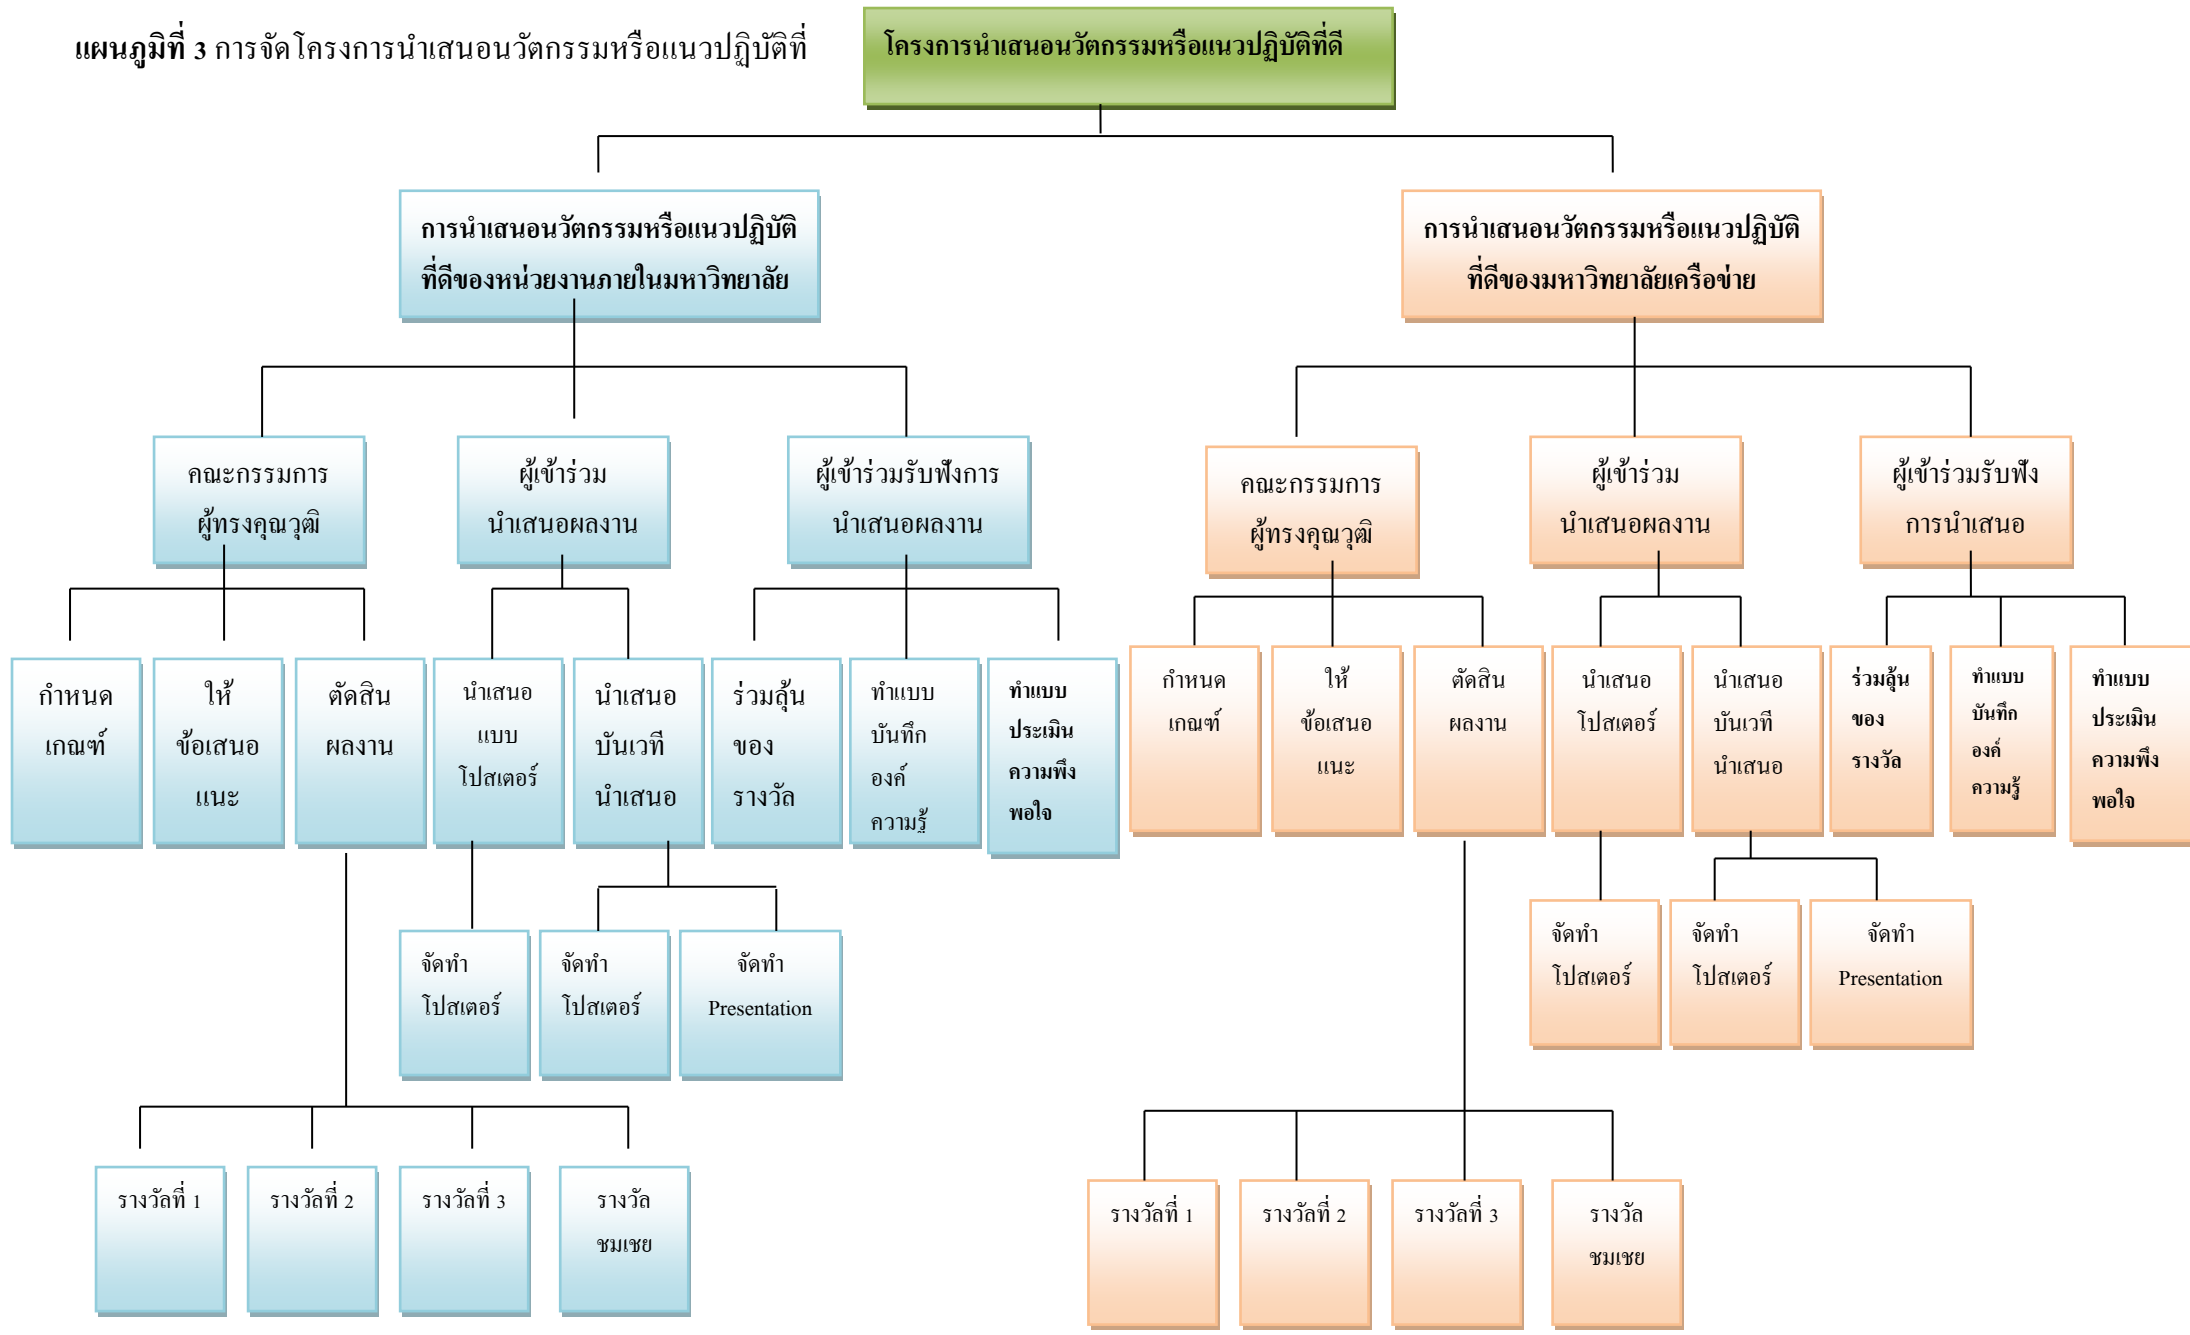 แผนภูมิที่ 3 การจัดโครงการนำเสนอนวัตกรรมหรือแนวปฏิบัติที่
โครงการนำเสนอนวัตกรรมหรือแนวปฏิบัติที่ดี
การนำเสนอนวัตกรรมหรือแนวปฏิบัติ
ที่ดีของหน่วยงานภายในมหาวิทยาลัย
การนำเสนอนวัตกรรมหรือแนวปฏิบัติ
ที่ดีของมหาวิทยาลัยเครือข่าย
คณะกรรมการ
ผู้ทรงคุณวุฒิ
ผู้เข้าร่วม
นำเสนอผลงาน
ผู้เข้าร่วมรับฟังการ
นำเสนอผลงาน
คณะกรรมการ
ผู้ทรงคุณวุฒิ
ผู้เข้าร่วม
นำเสนอผลงาน
ผู้เข้าร่วมรับฟัง
การนำเสนอ
กำหนด
เกณฑ์
ให้
ข้อเสนอ
แนะ
ตัดสิน
ผลงาน
นำเสนอ
แบบ
โปสเตอร์
นำเสนอ
บันเวที
นำเสนอ
ร่วมลุ้น
ของ
รางวัล
ทำแบบ
บันทึก
องค์
ความรู้
ทำแบบ
ประเมิน
ความพึง
พอใจ
กำหนด
เกณฑ์
ให้
ข้อเสนอ
แนะ
ตัดสิน
ผลงาน
นำเสนอ
โปสเตอร์
นำเสนอ
บันเวที
นำเสนอ
ร่วมลุ้น
ของ
รางวัล
ทำแบบ
บันทึก
องค์
ความรู้
ทำแบบ
ประเมิน
ความพึง
พอใจ
จัดทำ
โปสเตอร์
จัดทำ
โปสเตอร์
จัดทำ
Presentation
จัดทำ
โปสเตอร์
จัดทำ
โปสเตอร์
จัดทำ
Presentation
รางวัลที่ 1
รางวัลที่ 2
รางวัลที่ 3
รางวัล
ชมเชย
รางวัลที่ 1
รางวัลที่ 2
รางวัลที่ 3
รางวัล
ชมเชย